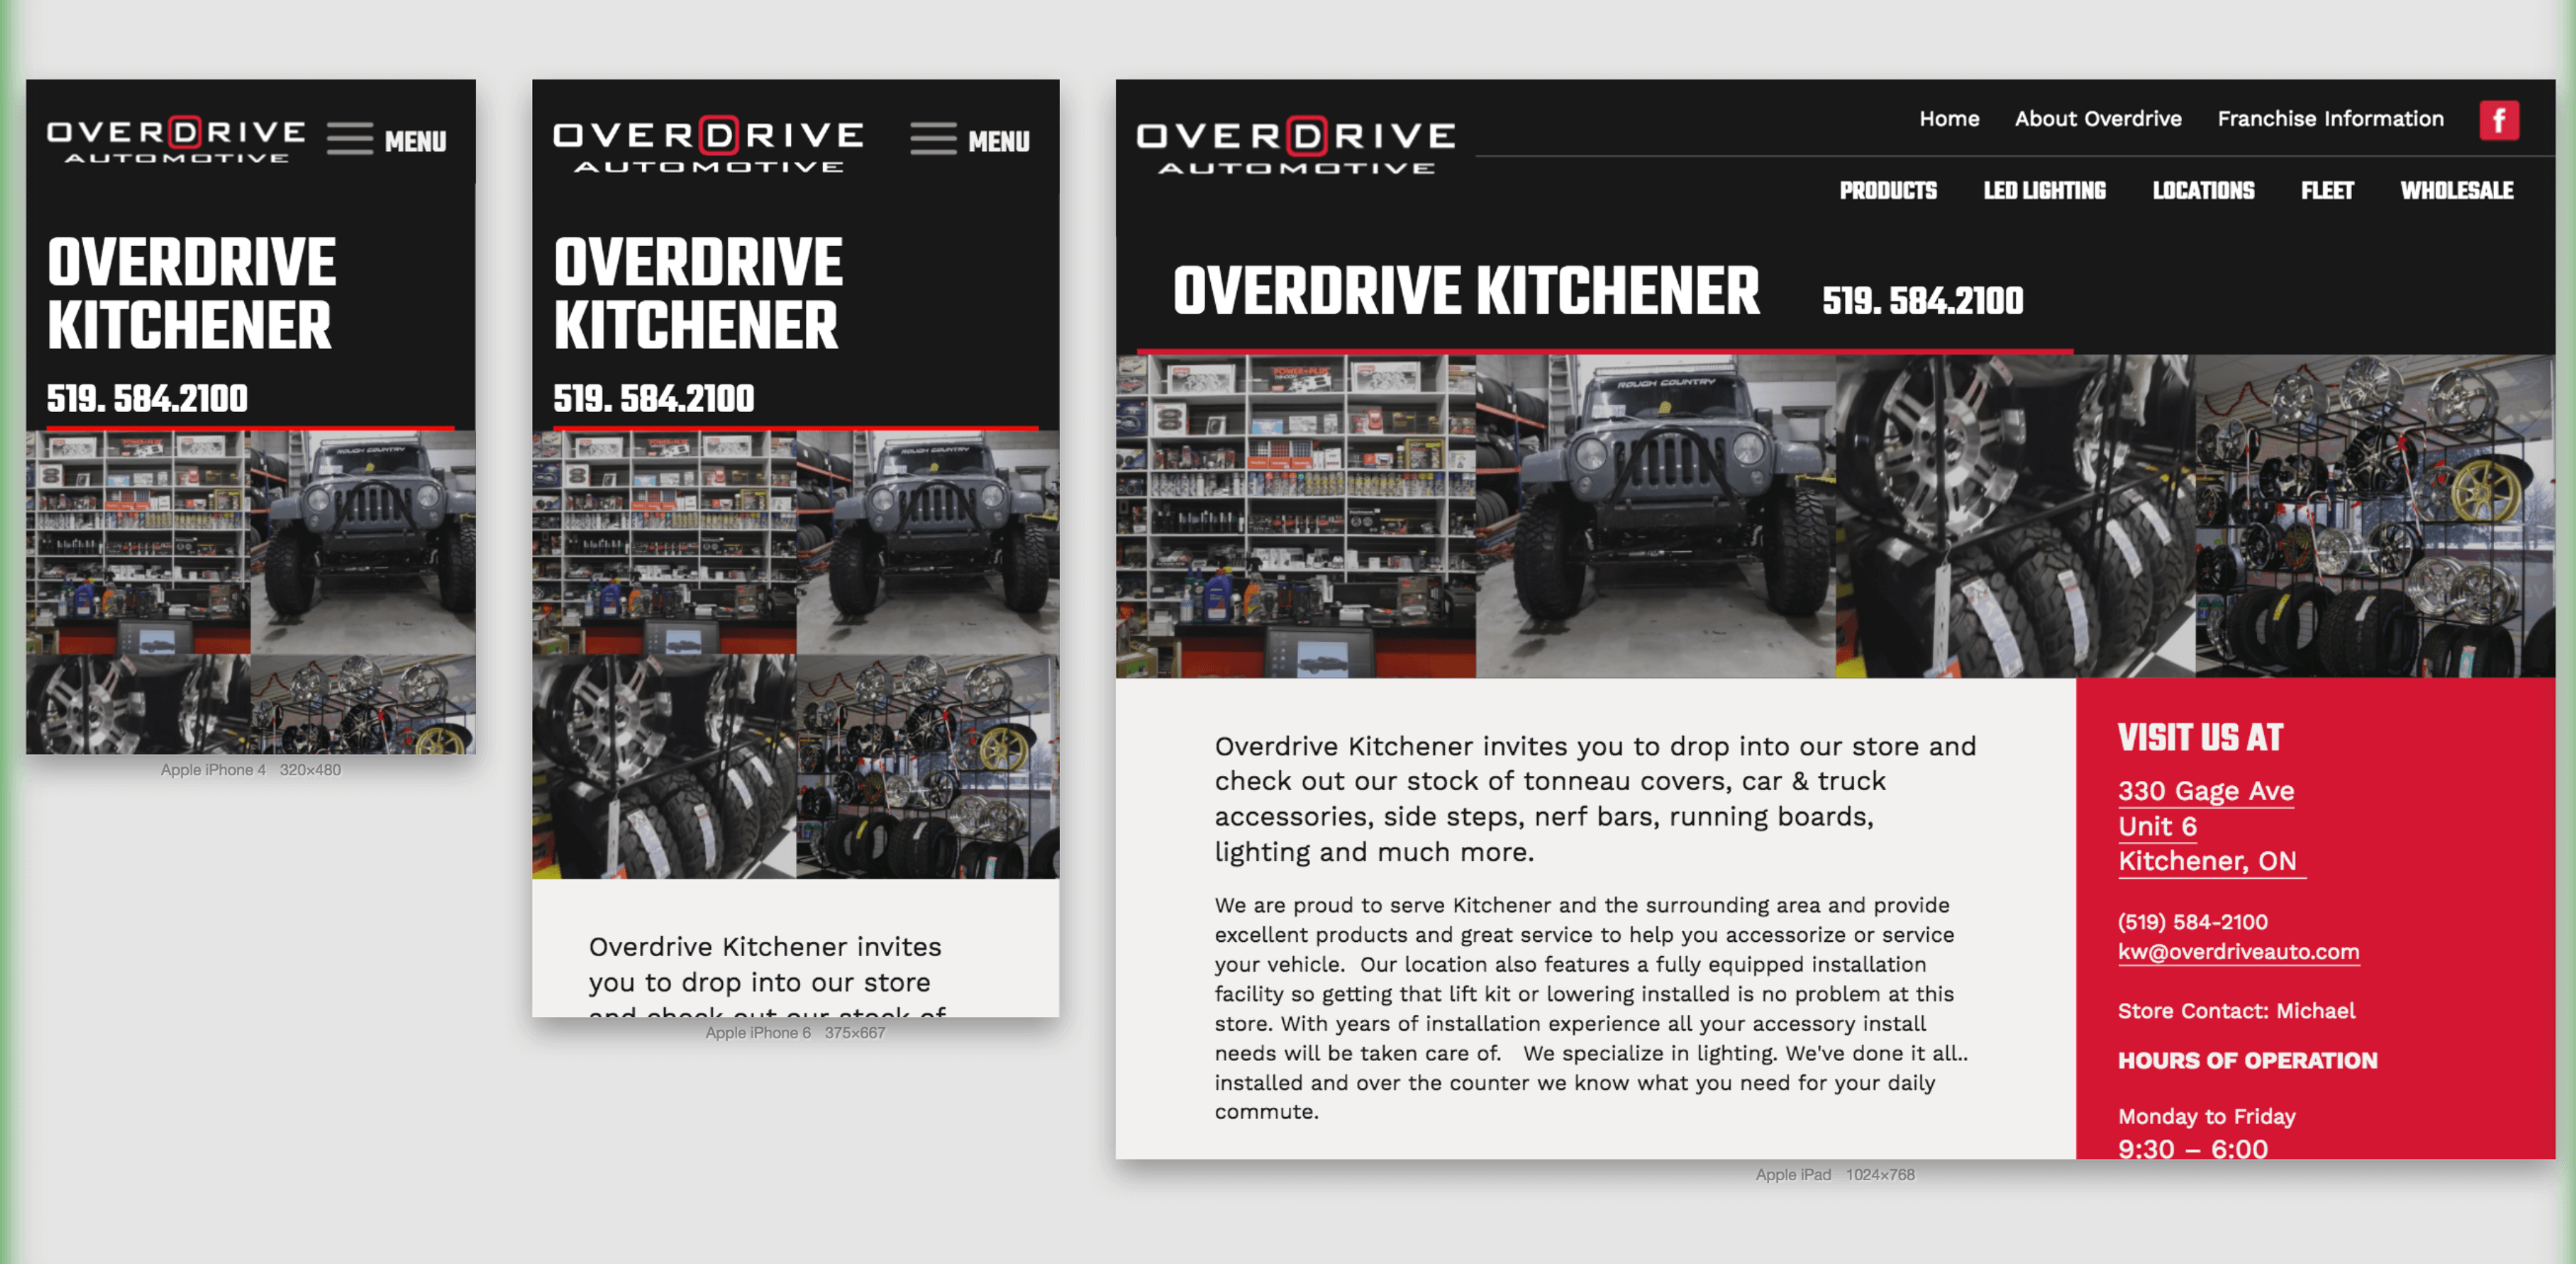 OVERDRIVE
AUTOMOTIVE
MENU
OVERDRIVE
KITCHENER
519. 584.2100
ROUGH COUNTRY
Apple iPhone 4 320×480
OVERDRIVE
AUTOMOTIVE
MENU
OVERDRIVE
KITCHENER
519. 584.2100
ROUGH COUNTRY
Overdrive Kitchener invites
you to drop into our store
and check out our stock of
Apple iPhone 6 375×667
OVERDRIVE
AUTOMOTIVE
Home About Overdrive Franchise Information f
PRODUCTS LED LIGHTING LOCATIONS FLEET WHOLESALE
OVERDRIVE KITCHENER 519. 584.2100
POWER-PLUS
ROUGH COUNTRY
Overdrive Kitchener invites you to drop into our store and
check out our stock of tonneau covers, car & truck
accessories, side steps, nerf bars, running boards,
lighting and much more.
We are proud to serve Kitchener and the surrounding area and provide
excellent products and great service to help you accessorize or service
your vehicle.  Our location also features a fully equipped installation
facility so getting that lift kit or lowering installed is no problem at this
store. With years of installation experience all your accessory install
needs will be taken care of.   We specialize in lighting. We've done it all..
installed and over the counter we know what you need for your daily
commute.
VISIT US AT
330 Gage Ave
Unit 6
Kitchener, ON
(519) 584-2100
kw@overdriveauto.com
Store Contact: Michael
HOURS OF OPERATION
Monday to Friday
9:30 – 6:00
Apple iPad 1024×768